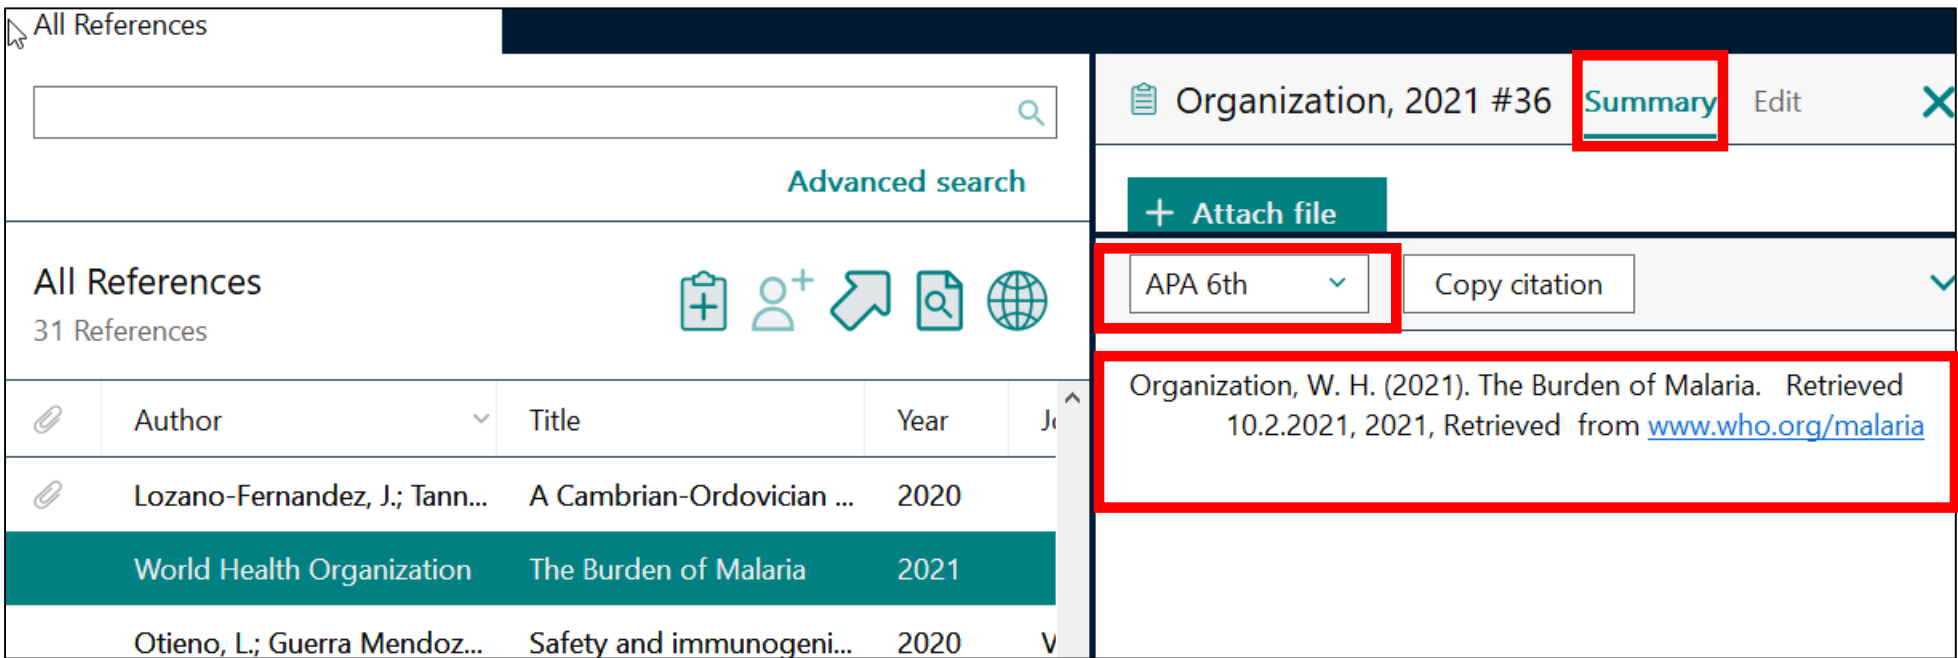 All References
Advanced search
All References
31 References
Author Title Year
Lozano-Fernandez, J.; Tann... A Cambrian-Ordovician ... 2020
World Health Organization The Burden of Malaria 2021
Otieno, L.; Guerra Mendoz... Safety and immunogeni... 2020 V
Organization, 2021 #36 Summary Edit
+ Attach file
APA 6th Copy citation
Organization, W. H. (2021). The Burden of Malaria. Retrieved
10.2.2021, 2021, Retrieved from www.who.org/malaria